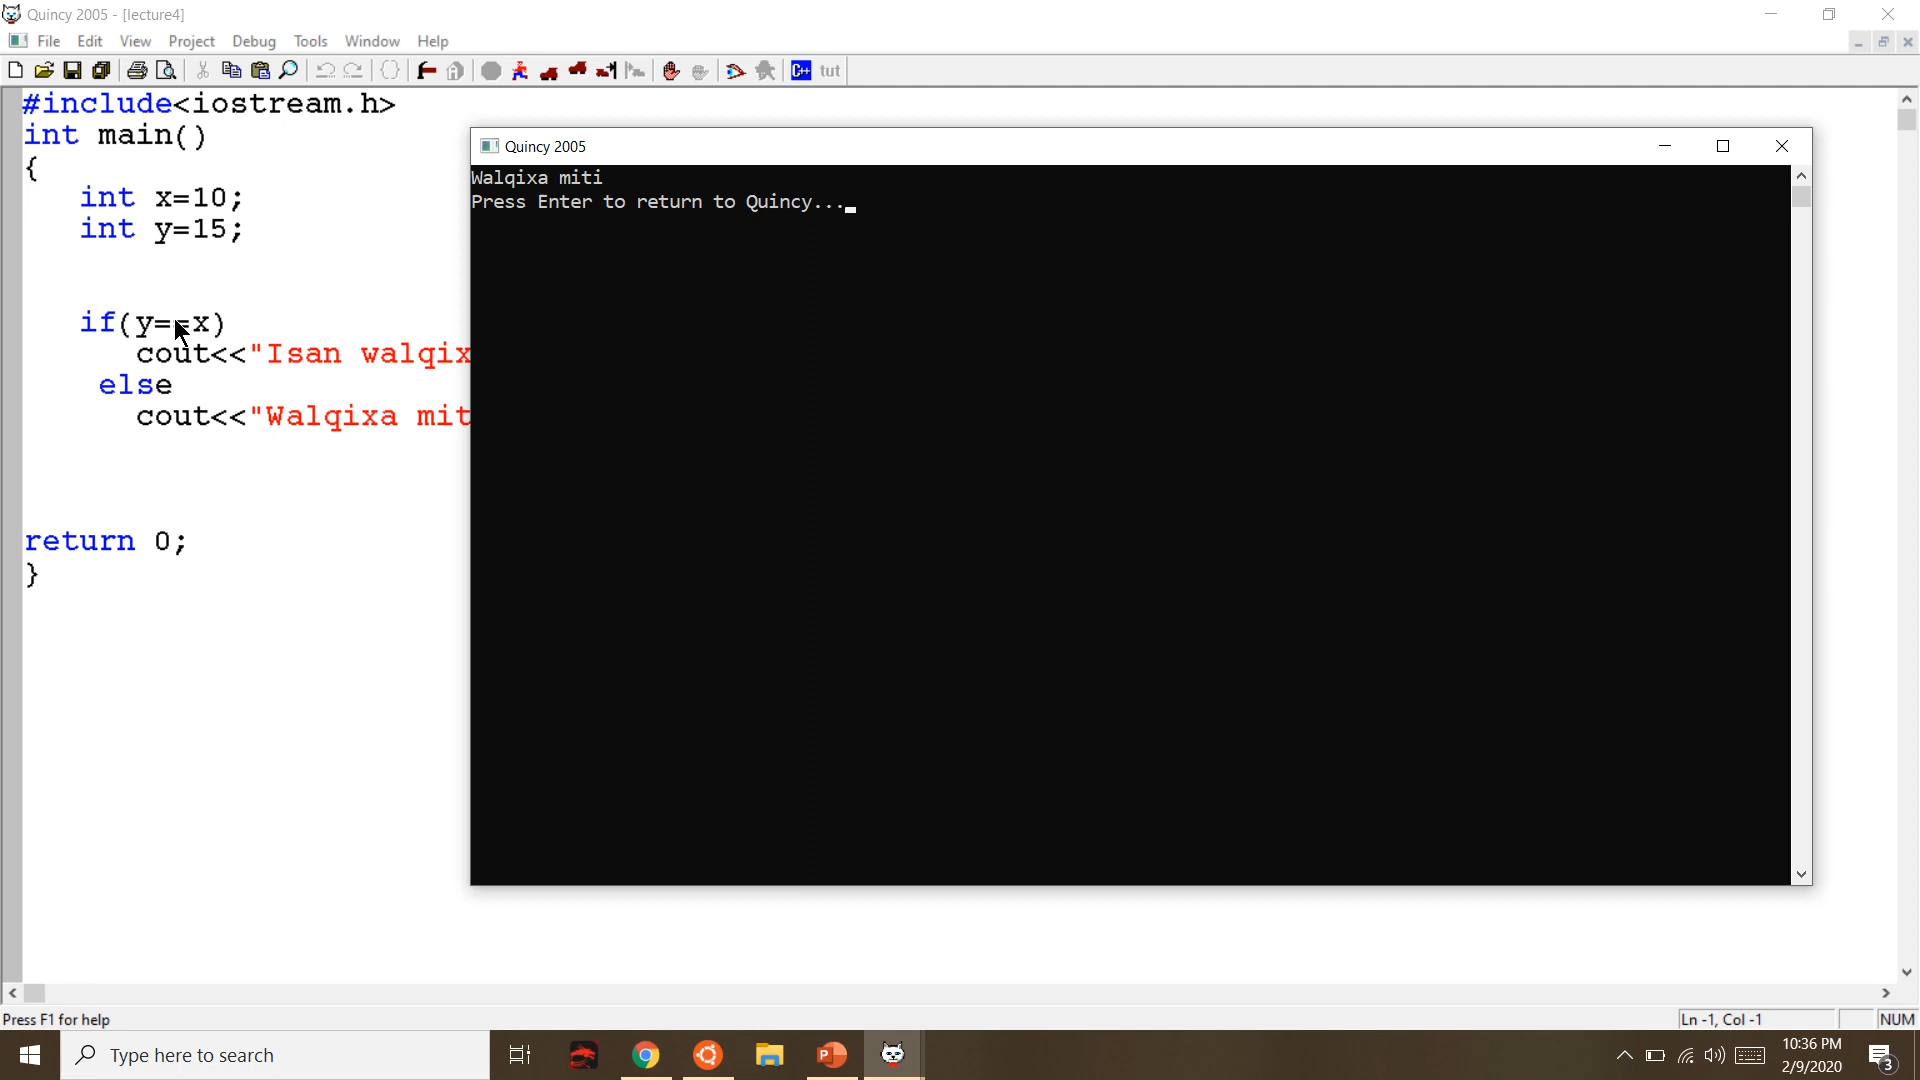 Quincy 2005 - [lecture4]
File Edit View Project Debug Tools Window Help
C++ tut
#include<iostream.h>
int main()
{
int x=10;
int y=15;
if(y==x)
cout<<"Isan walqix
else
cout<<"Walqixa mit
return 0;
}
Quincy 2005
Walqixa miti
Press Enter to return to Quincy...
Press F1 for help
Ln -1, Col -1
NUM
Type here to search
10:36 PM
2/9/2020
3